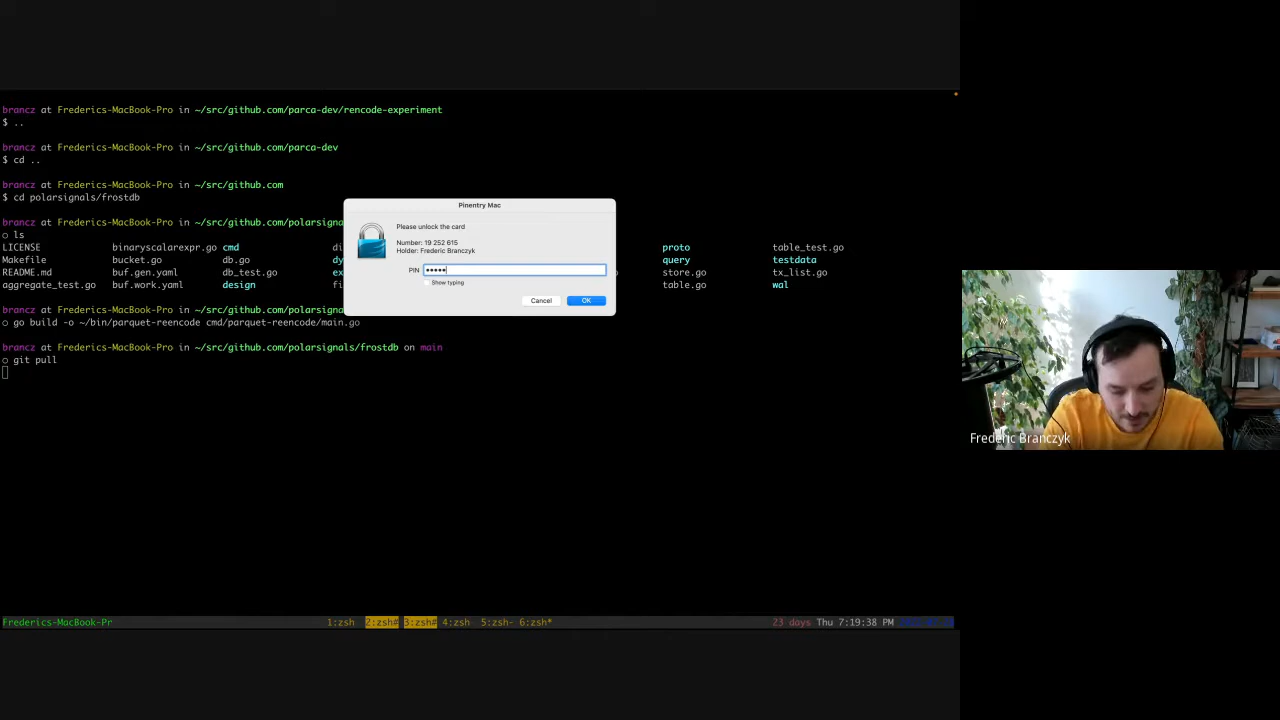 brancz at Frederics-MacBook-Pro in ~/src/github.com/parca-dev/rencode-experiment
$ ..
brancz at Frederics-MacBook-Pro in ~/src/github.com/parca-dev
$ cd ..
brancz at Frederics-MacBook-Pro in ~/src/github.com
$ cd polarsignals/frostdb
brancz at Frederics-MacBook-Pro in ~/src/github.com/polarsigna
○ ls
LICENSE binaryscalarexpr.go cmd di proto table_test.go
Makefile bucket.go db.go dy query testdata
README.md buf.gen.yaml db_test.go ex store.go tx_list.go
aggregate_test.go buf.work.yaml design fi table.go wal
brancz at Frederics-MacBook-Pro in ~/src/github.com/polarsigna
○ go build -o ~/bin/parquet-reencode cmd/parquet-reencode/main.go
brancz at Frederics-MacBook-Pro in ~/src/github.com/polarsignals/frostdb on main
○ git pull
Pinentry Mac
Please unlock the card
Number: 19 252 615
Holder: Frederic Branczyk
PIN •••••
Show typing
Cancel OK
Frederic Branczyk
Frederics-MacBook-Pr 1:zsh 2:zsh# 3:zsh# 4:zsh 5:zsh- 6:zsh* 23 days Thu 7:19:38 PM